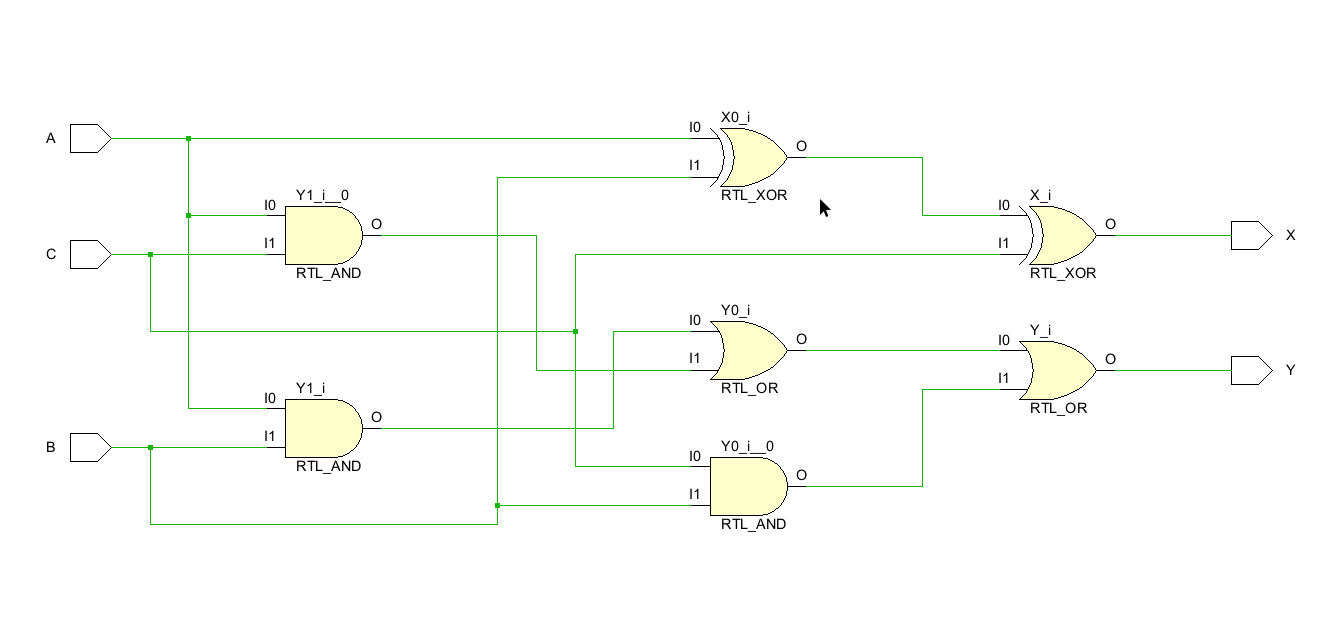 X0_i
I0
O
A
I1
RTL_XOR
Y1_i__0
X_i
I0
O
I0
O
X
C
I1
I1
RTL_AND
RTL_XOR
Y0_i
I0
O
Y_i
I0
O
Y
I1
I1
RTL_OR
RTL_OR
Y1_i
I0
O
B
I1
RTL_AND
Y0_i__0
I0
O
I1
RTL_AND